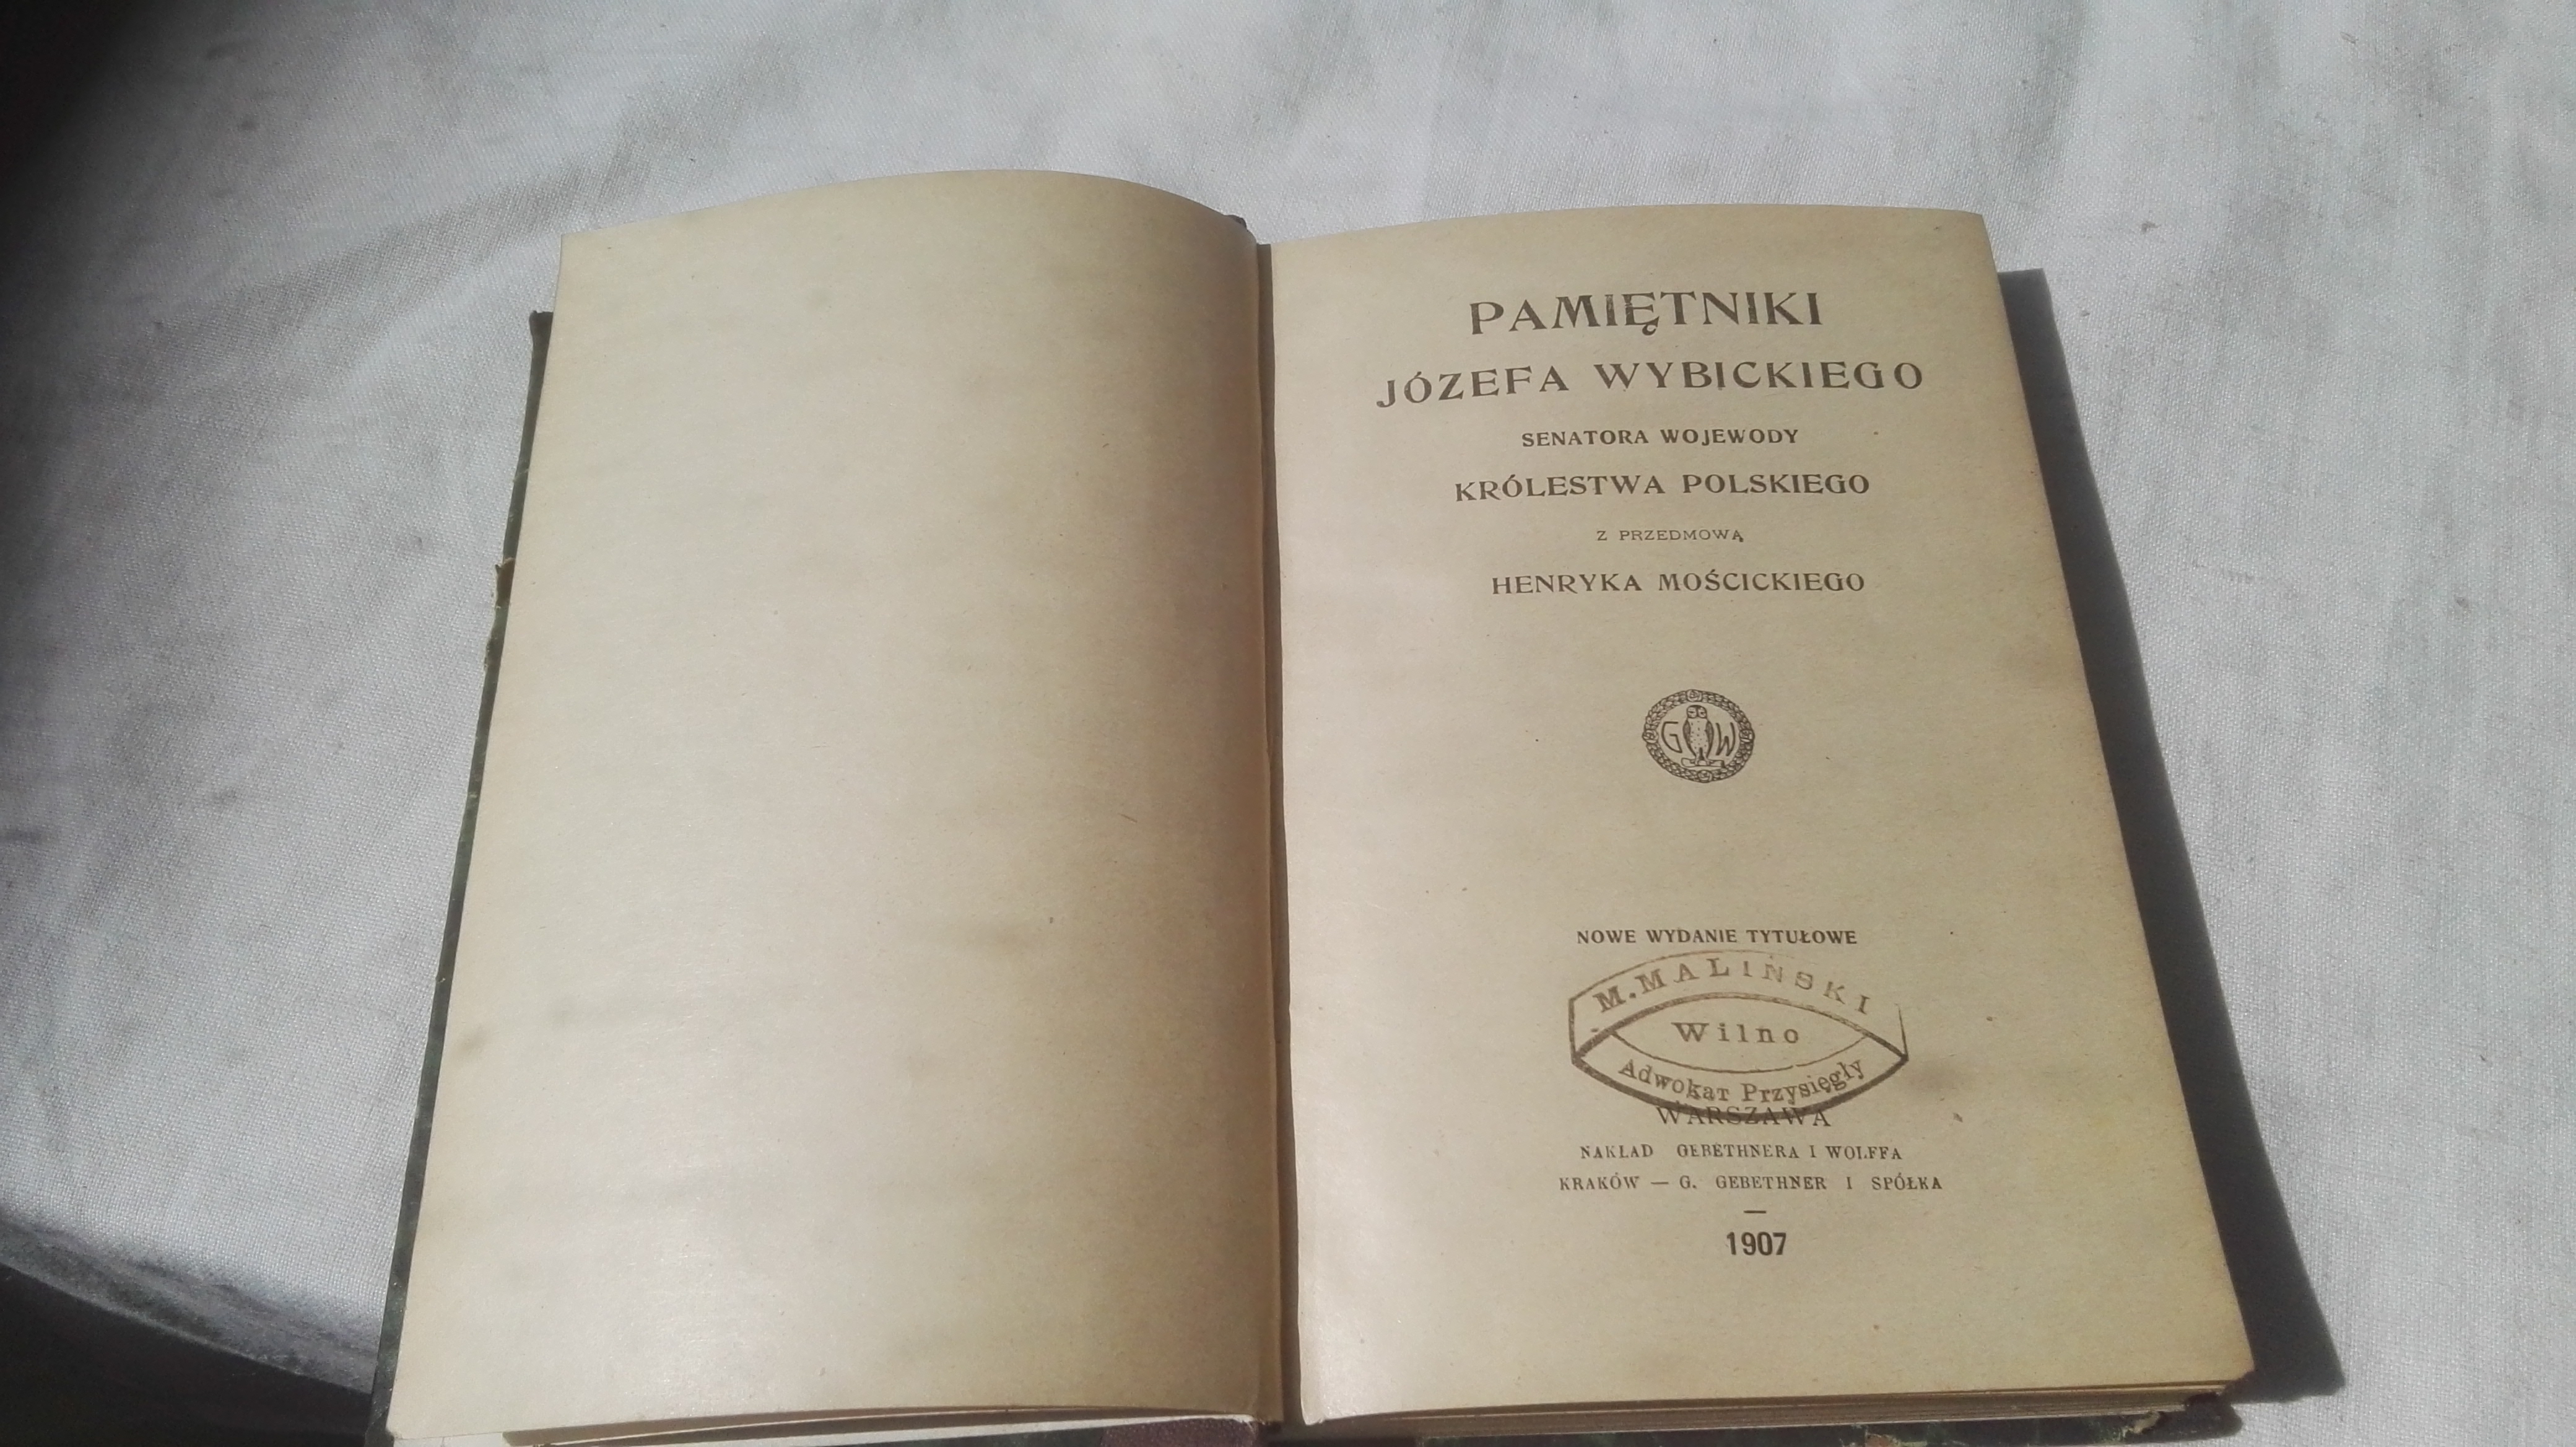 PAMIĘTNIKI
JÓZEFA WYBICKIEGO
SENATORA WOJEWODY
KRÓLESTWA POLSKIEGO
Z PRZEDMOWĄ
HENRYKA MOŚCICKIEGO
G W
NOWE WYDANIE TYTUŁOWE
M. MALIŃSKI
Wilno
Adwokat Przysięgły
WARSZAWA
NAKŁAD GEBETHNERA I WOLFFA
KRAKÓW — G. GEBETHNER I SPÓŁKA
1907